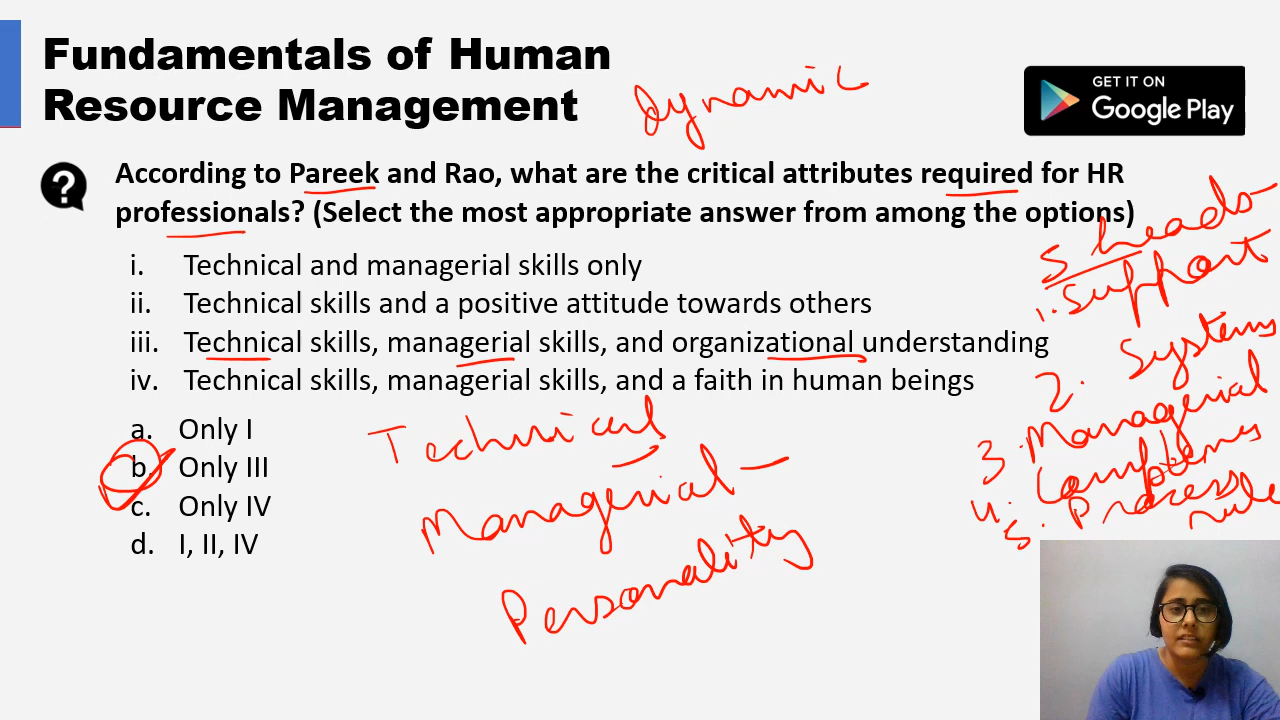 Fundamentals of Human
Resource Management
dynamic
GET IT ON
Google Play
According to Pareek and Rao, what are the critical attributes required for HR
professionals? (Select the most appropriate answer from among the options)
i. Technical and managerial skills only
ii. Technical skills and a positive attitude towards others
iii. Technical skills, managerial skills, and organizational understanding
iv. Technical skills, managerial skills, and a faith in human beings
a. Only I
b. Only III
c. Only IV
d. I, II, IV
Technical
Managerial -
Personality
5 heads-
1. Support
2. Systems
3. Managerial
4.
5. Process
role